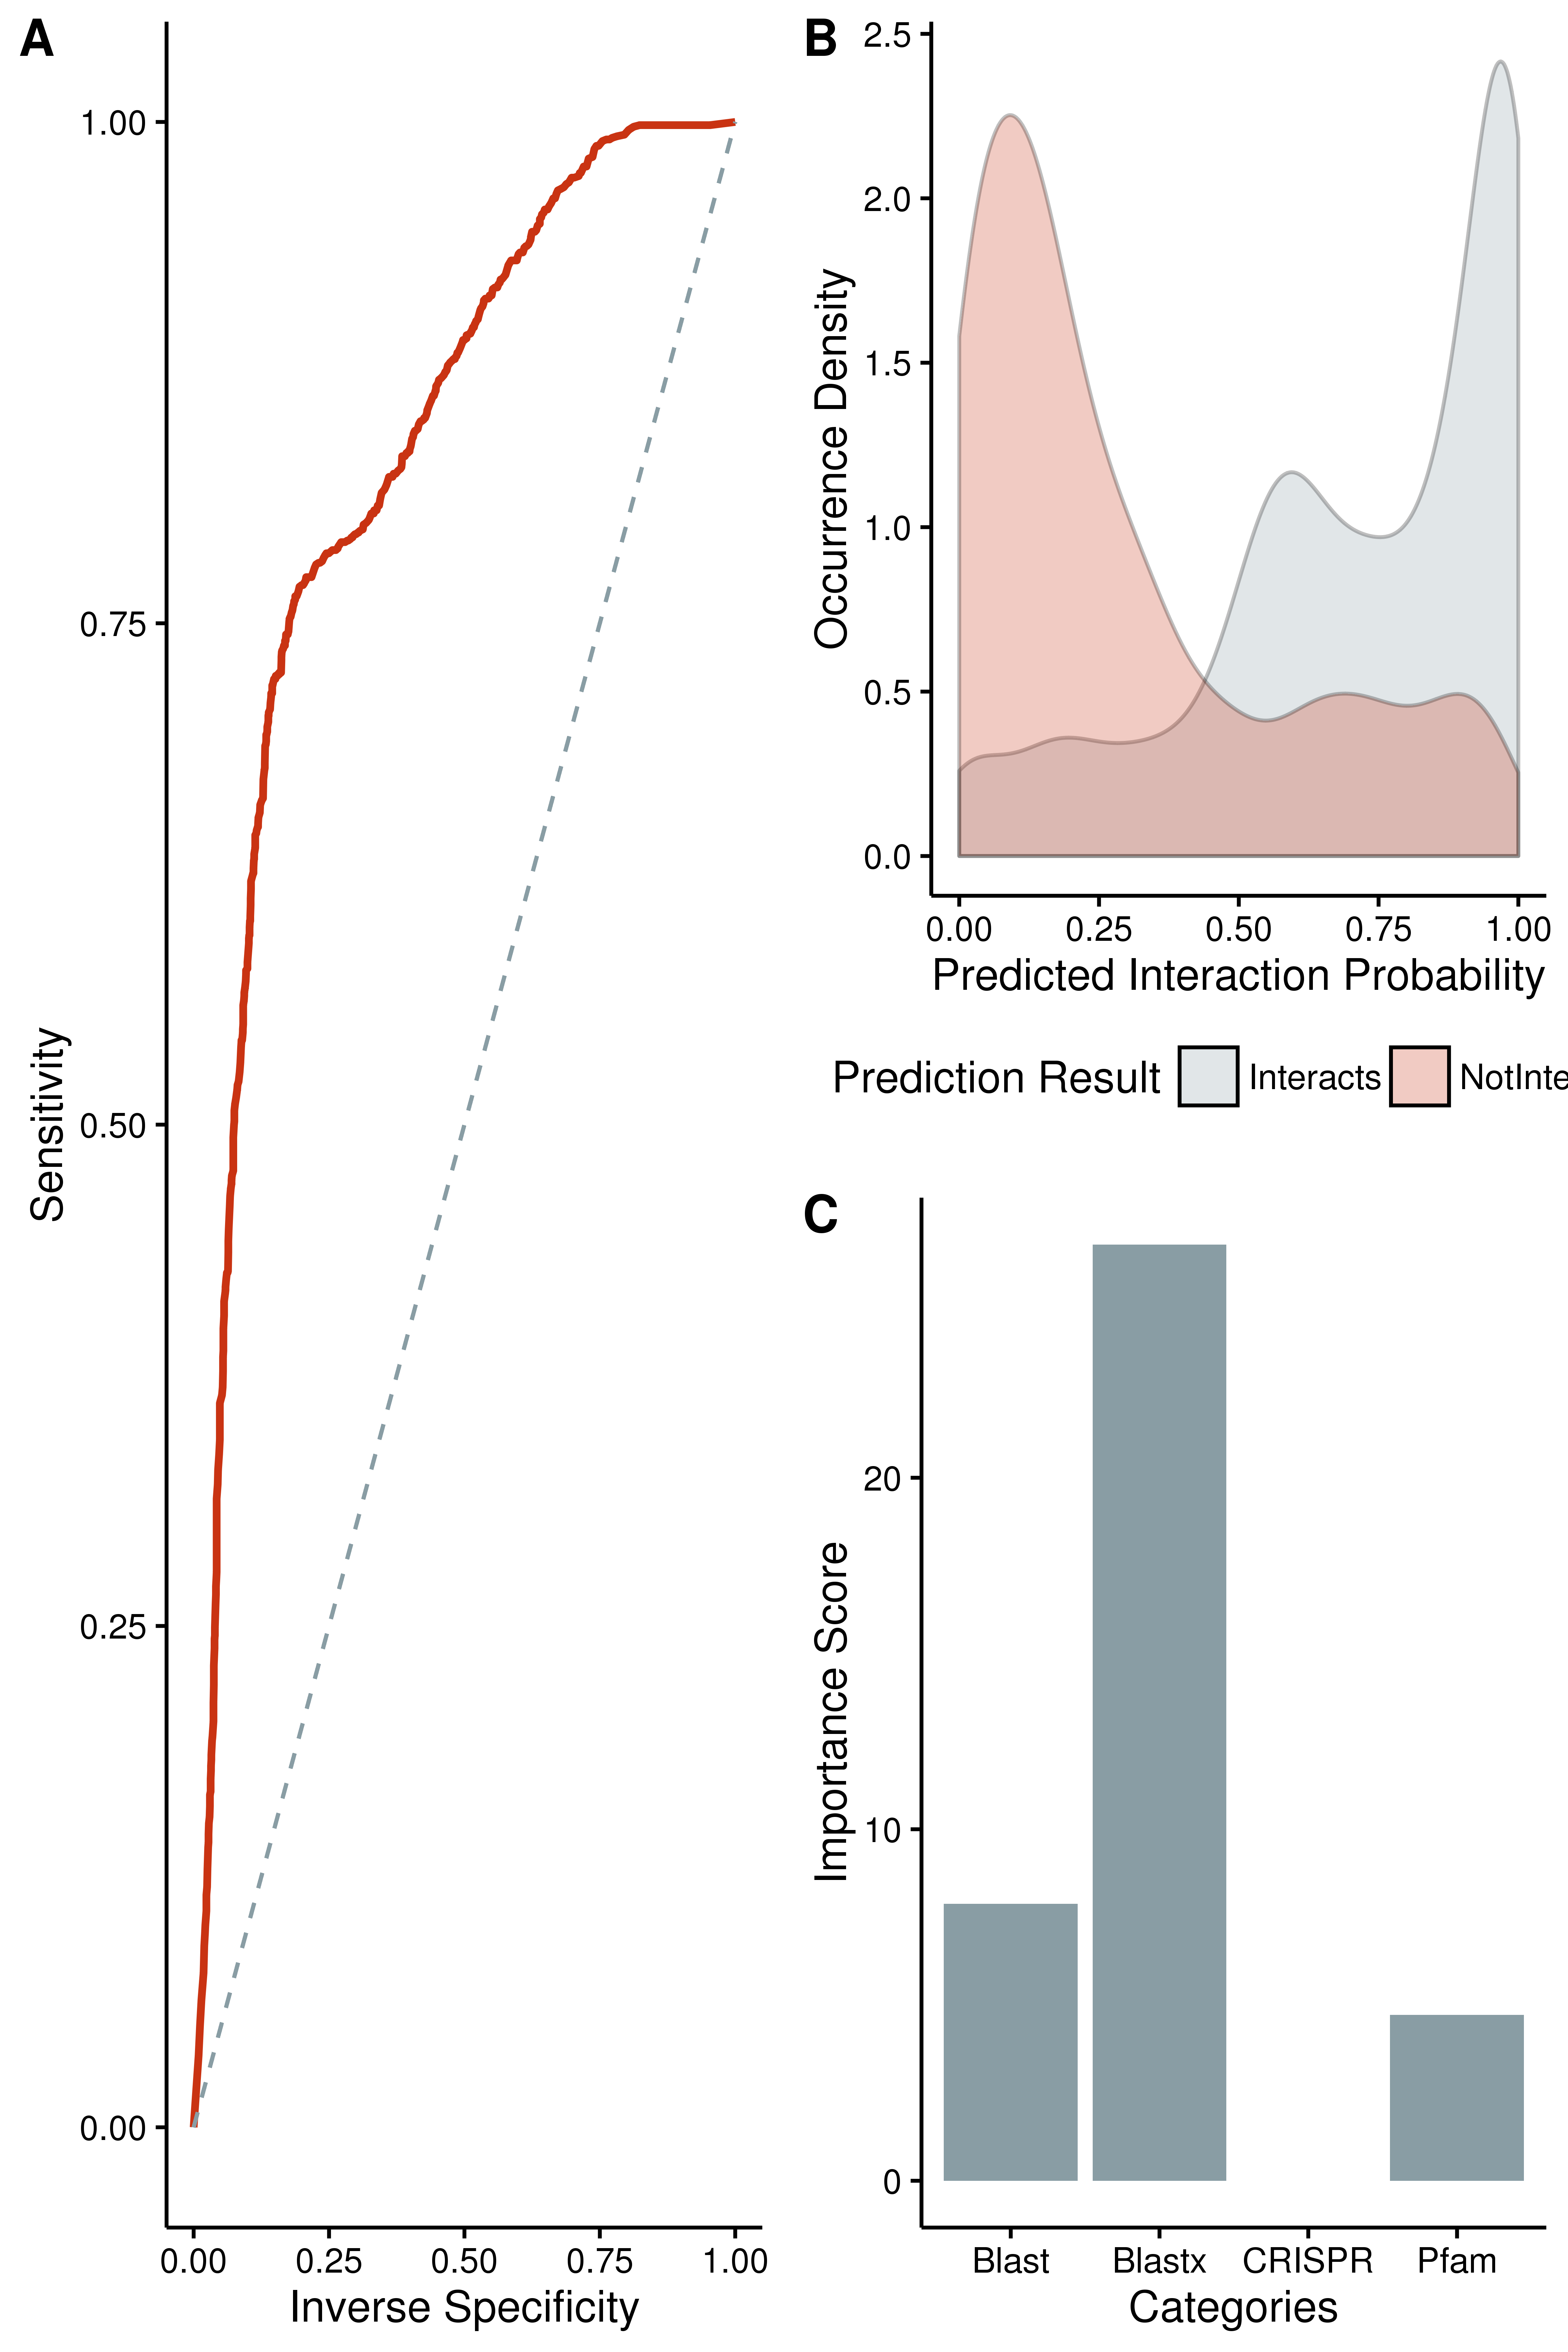 A
1.00
0.75
0.50
0.25
0.00
Sensitivity
0.00 0.25 0.50 0.75 1.00
Inverse Specificity
B
2.5
2.0
1.5
1.0
0.5
0.0
Occurrence Density
0.00 0.25 0.50 0.75 1.00
Predicted Interaction Probability
Prediction Result Interacts NotInte
C
20
10
0
Importance Score
Blast Blastx CRISPR Pfam
Categories